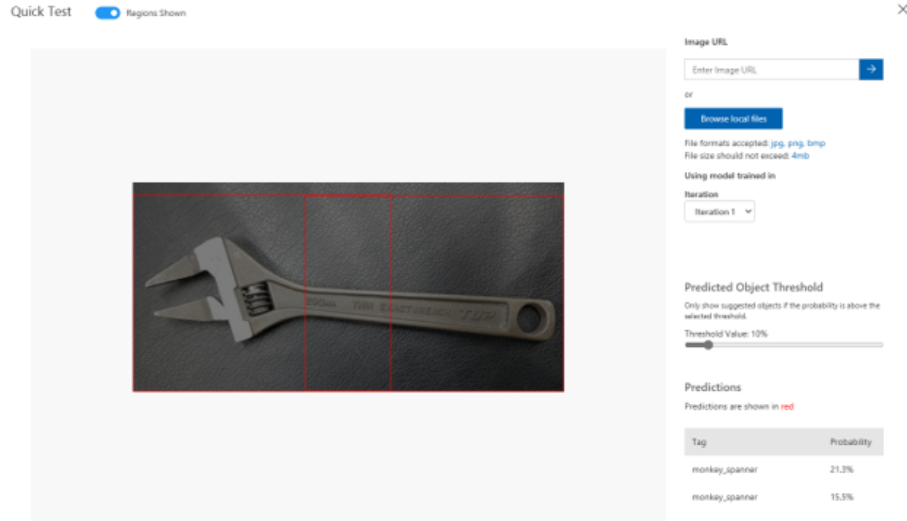 Quick Test
Regions Shown
Image URL
Enter Image URL
or
Browse local files
File formats accepted: jpg, png, bmp
File size should not exceed: 4mb
Using model trained in
Iteration
Iteration 1
Predicted Object Threshold
Only show suggested objects if the probability is above the
selected threshold.
Threshold Value: 10%
Predictions
Predictions are shown in red
Tag Probability
monkey_spanner 21.3%
monkey_spanner 15.5%
TOP